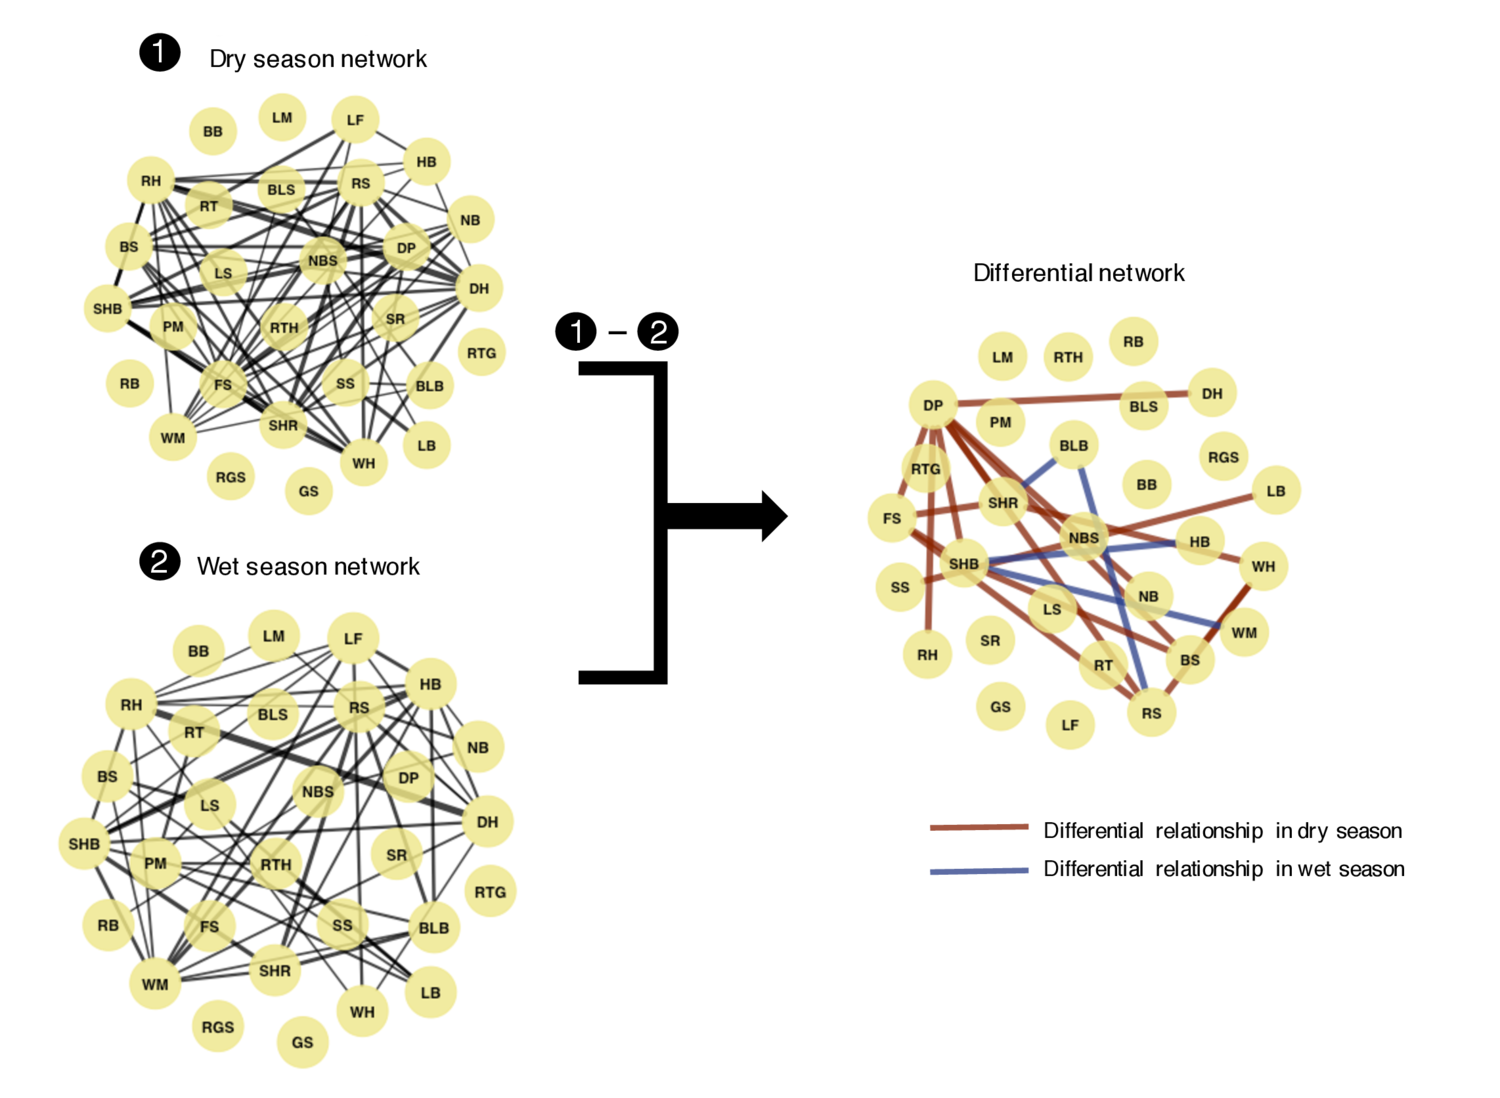 1 Dry season network
LM
LF
BB
HB
RH
BLS
RS
RT
NB
BS
DP
NBS
LS
DH
SHB
PM
RTH
SR
RTG
RB
FS
SS
BLB
WM
SHR
LB
WH
RGS
GS
1 – 2
2 Wet season network
LM
LF
BB
HB
RH
BLS
RS
RT
NB
BS
DP
NBS
LS
DH
SHB
PM
RTH
SR
RTG
RB
FS
SS
BLB
WM
SHR
LB
WH
RGS
GS
Differential network
RB
LM
RTH
DP
BLS
DH
PM
BLB
RTG
RGS
BB
LB
SHR
FS
NBS
HB
SHB
WH
SS
LS
NB
WM
RH
SR
RT
BS
GS
LF
RS
Differential relationship in dry season
Differential relationship in wet season